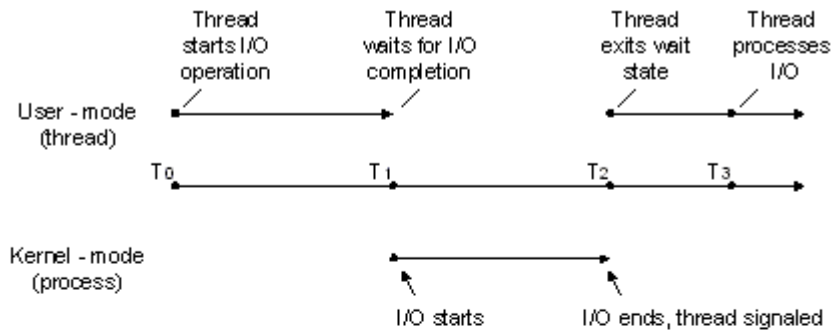 Thread
starts I/O
operation
Thread
waits for I/O
completion
Thread
exits wait
state
Thread
processes
I/O
User - mode
(thread)
T0
T1
T2
T3
Kernel - mode
(process)
I/O starts
I/O ends, thread signaled